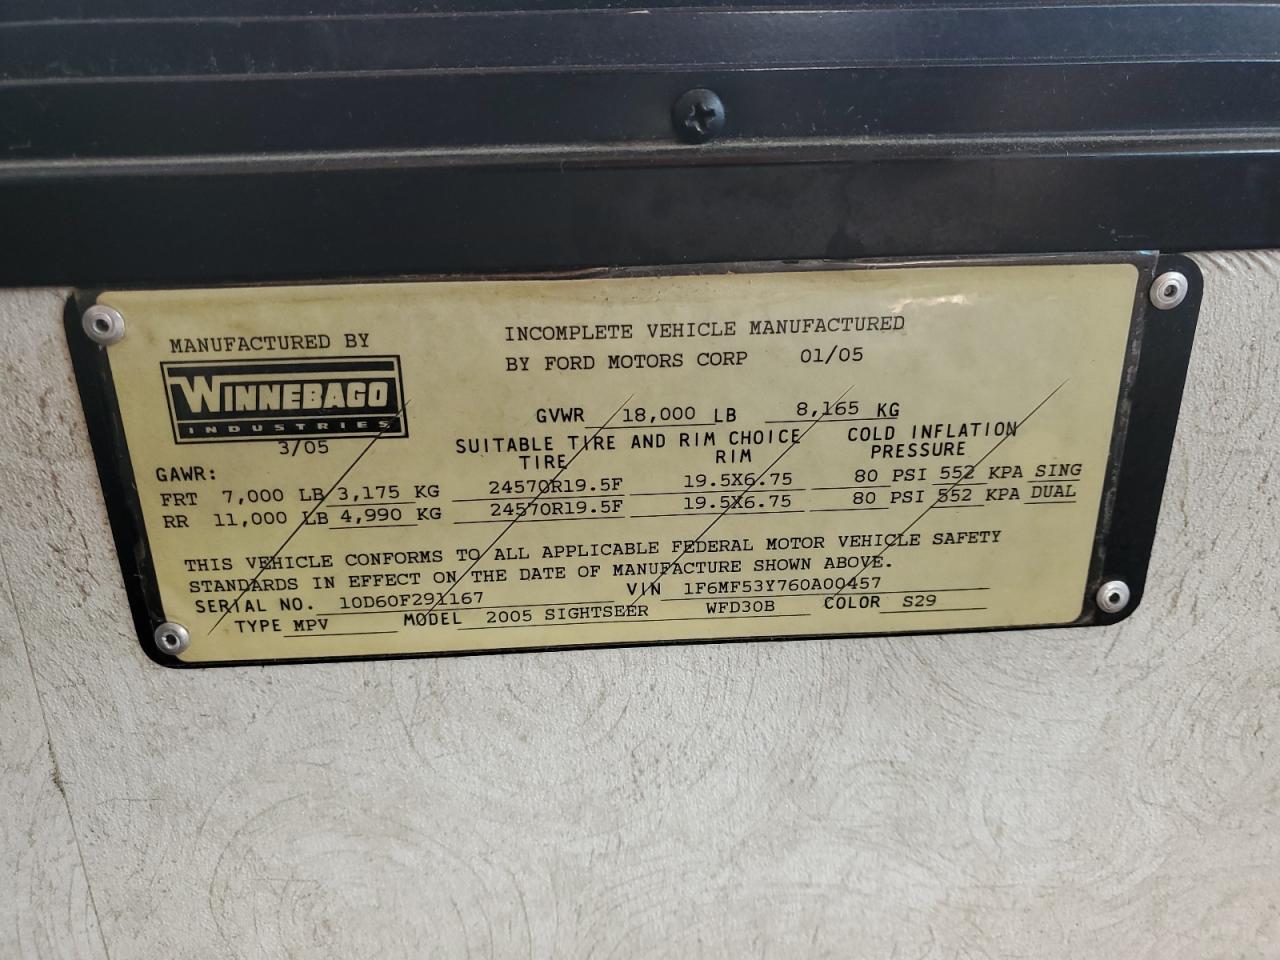 MANUFACTURED BY
WINNEBAGO
INDUSTRIES
3/05
INCOMPLETE VEHICLE MANUFACTURED
BY FORD MOTORS CORP 01/05
GVWR 18,000 LB 8,165 KG
SUITABLE TIRE AND RIM CHOICE COLD INFLATION
TIRE RIM PRESSURE
GAWR:
FRT 7,000 LB 3,175 KG 24570R19.5F 19.5X6.75 80 PSI 552 KPA SING
RR 11,000 LB 4,990 KG 24570R19.5F 19.5X6.75 80 PSI 552 KPA DUAL
THIS VEHICLE CONFORMS TO ALL APPLICABLE FEDERAL MOTOR VEHICLE SAFETY
STANDARDS IN EFFECT ON THE DATE OF MANUFACTURE SHOWN ABOVE.
SERIAL NO. 10D60F291167 VIN 1F6MF53Y760A00457
TYPE MPV MODEL 2005 SIGHTSEER WFD30B COLOR S29